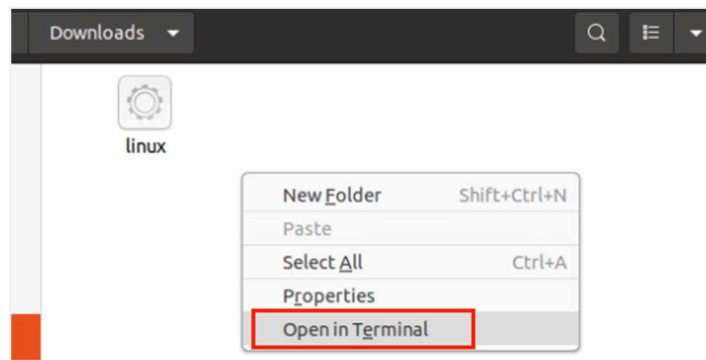 Downloads
linux
New Folder Shift+Ctrl+N
Paste
Select All Ctrl+A
Properties
Open in Terminal